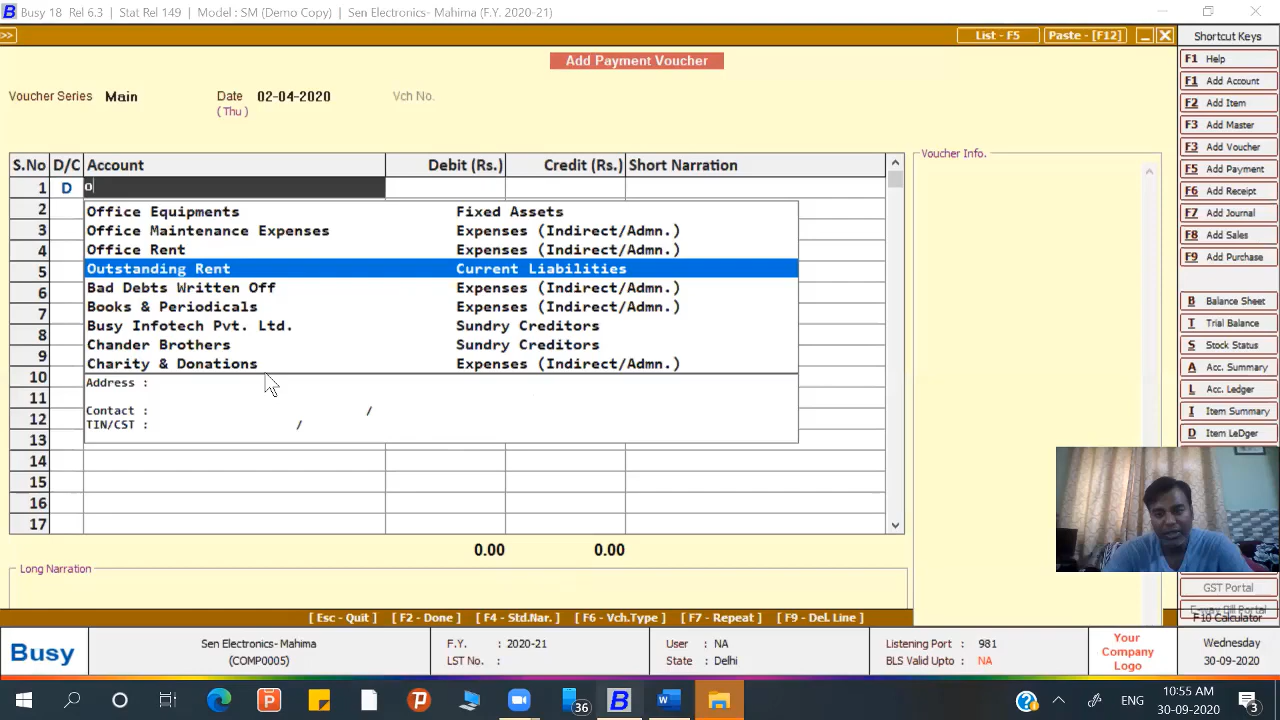 Busy 18 Rel 6.3 | Stat Rel 149 | Model : SM (Demo Copy) | Sen Electronics- Mahima (F.Y. 2020-21)
>> List - F5 Paste - [F12] Shortcut Keys
Add Payment Voucher
F1 Help
F1 Add Account
F2 Add Item
F3 Add Master
F3 Add Voucher
F5 Add Payment
F6 Add Receipt
F7 Add Journal
F8 Add Sales
F9 Add Purchase
B Balance Sheet
T Trial Balance
S Stock Status
A Acc. Summary
L Acc. Ledger
I Item Summary
D Item LeDger
GST Portal
E-way Bill Portal
F10 Calculator
Voucher Series Main Date 02-04-2020 Vch No.
( Thu )
S.No D/C Account Debit (Rs.) Credit (Rs.) Short Narration
Voucher Info.
1 D o
2 Office Equipments Fixed Assets
3 Office Maintenance Expenses Expenses (Indirect/Admn.)
4 Office Rent Expenses (Indirect/Admn.)
5 Outstanding Rent Current Liabilities
6 Bad Debts Written Off Expenses (Indirect/Admn.)
7 Books & Periodicals Expenses (Indirect/Admn.)
8 Busy Infotech Pvt. Ltd. Sundry Creditors
9 Chander Brothers Sundry Creditors
Charity & Donations Expenses (Indirect/Admn.)
10 Address :
11 Contact : /
12 TIN/CST : /
13
14
15
16
17
0.00 0.00
Long Narration
[ Esc - Quit ] [ F2 - Done ] [ F4 - Std.Nar. ] [ F6 - Vch.Type ] [ F7 - Repeat ] [ F9 - Del. Line ]
Busy
Sen Electronics- Mahima
(COMP0005)
F.Y. : 2020-21
LST No. :
User : NA
State : Delhi
Listening Port : 981
BLS Valid Upto : NA
Your
Company
Logo
Wednesday
30-09-2020
36 ENG 10:55 AM
30-09-2020 3